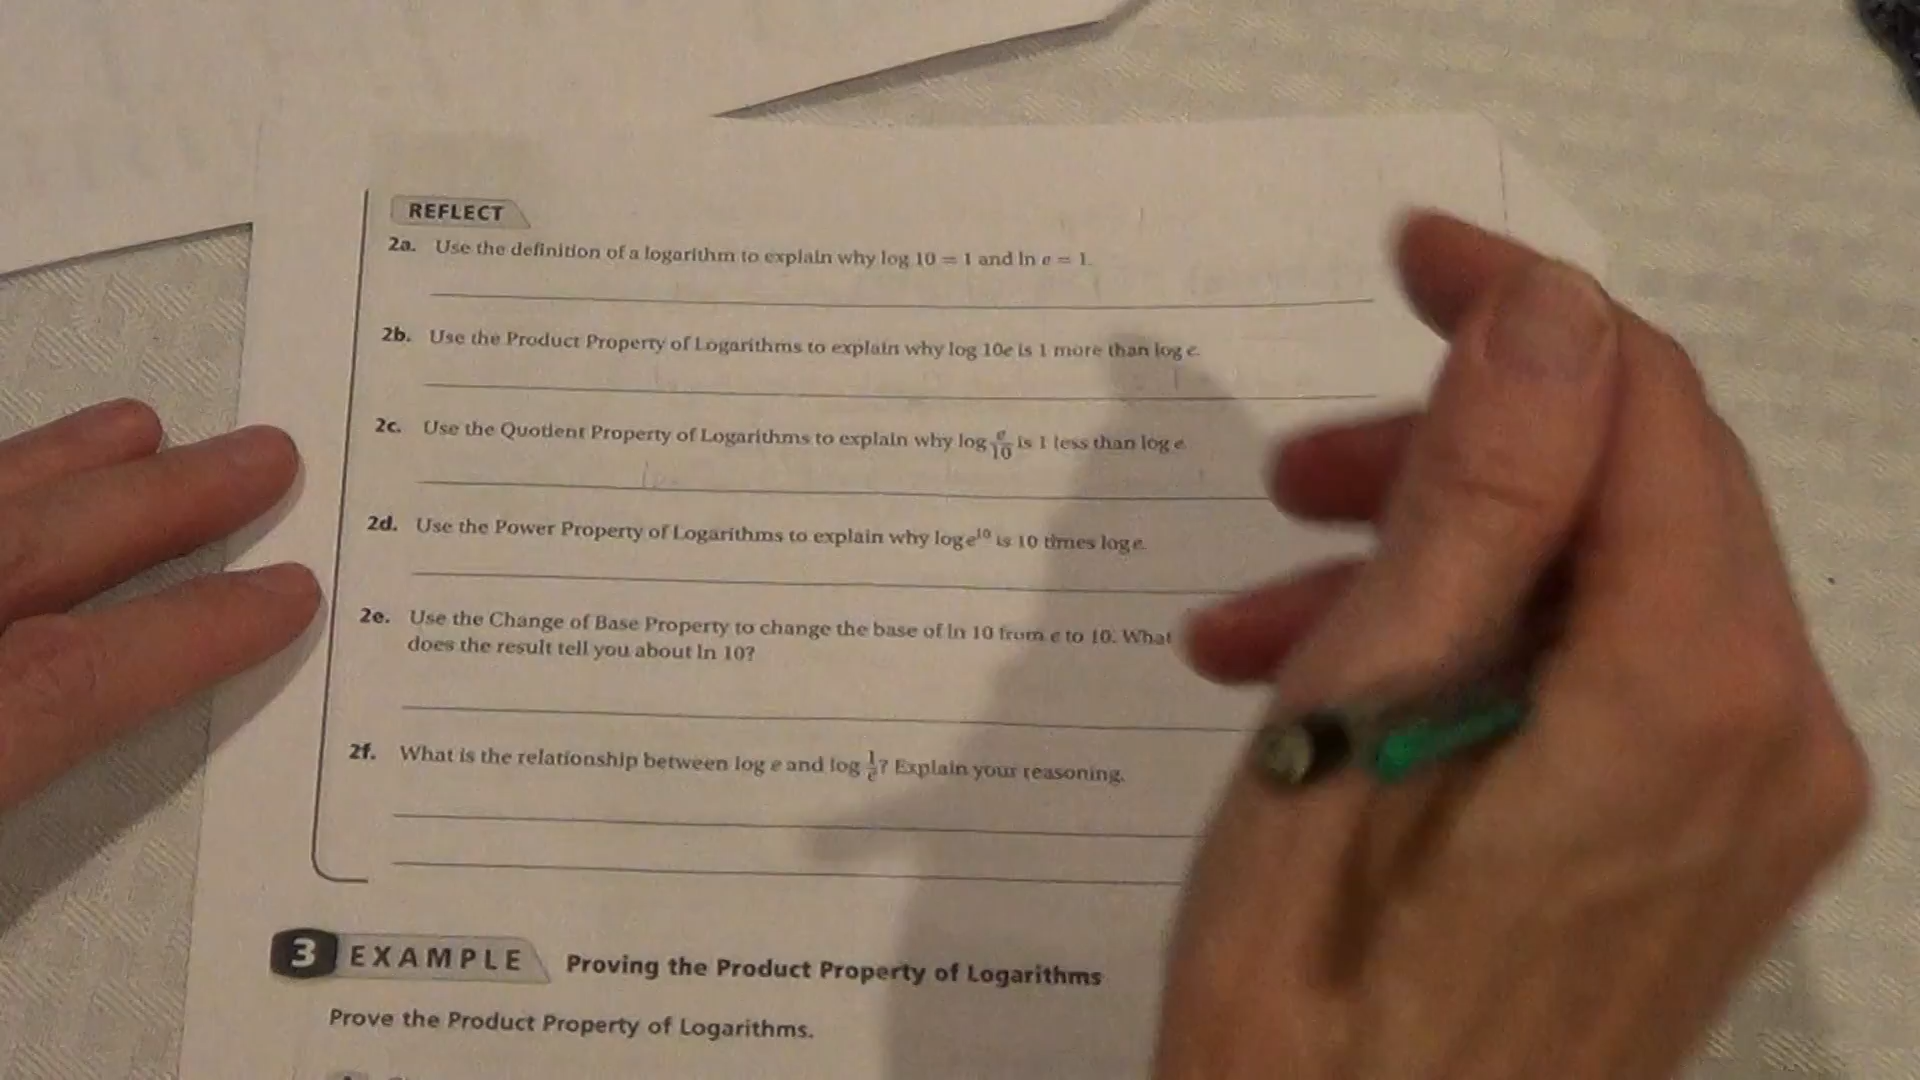 REFLECT
2a. Use the definition of a logarithm to explain why log 10 = 1 and ln e = 1.
2b. Use the Product Property of Logarithms to explain why log 10e is 1 more than log e.
2c. Use the Quotient Property of Logarithms to explain why log e/10 is 1 less than log e.
2d. Use the Power Property of Logarithms to explain why log e¹⁰ is 10 times log e.
2e. Use the Change of Base Property to change the base of ln 10 from e to 10. What
does the result tell you about ln 10?
2f. What is the relationship between log e and log 1/e? Explain your reasoning.
3 EXAMPLE Proving the Product Property of Logarithms
Prove the Product Property of Logarithms.